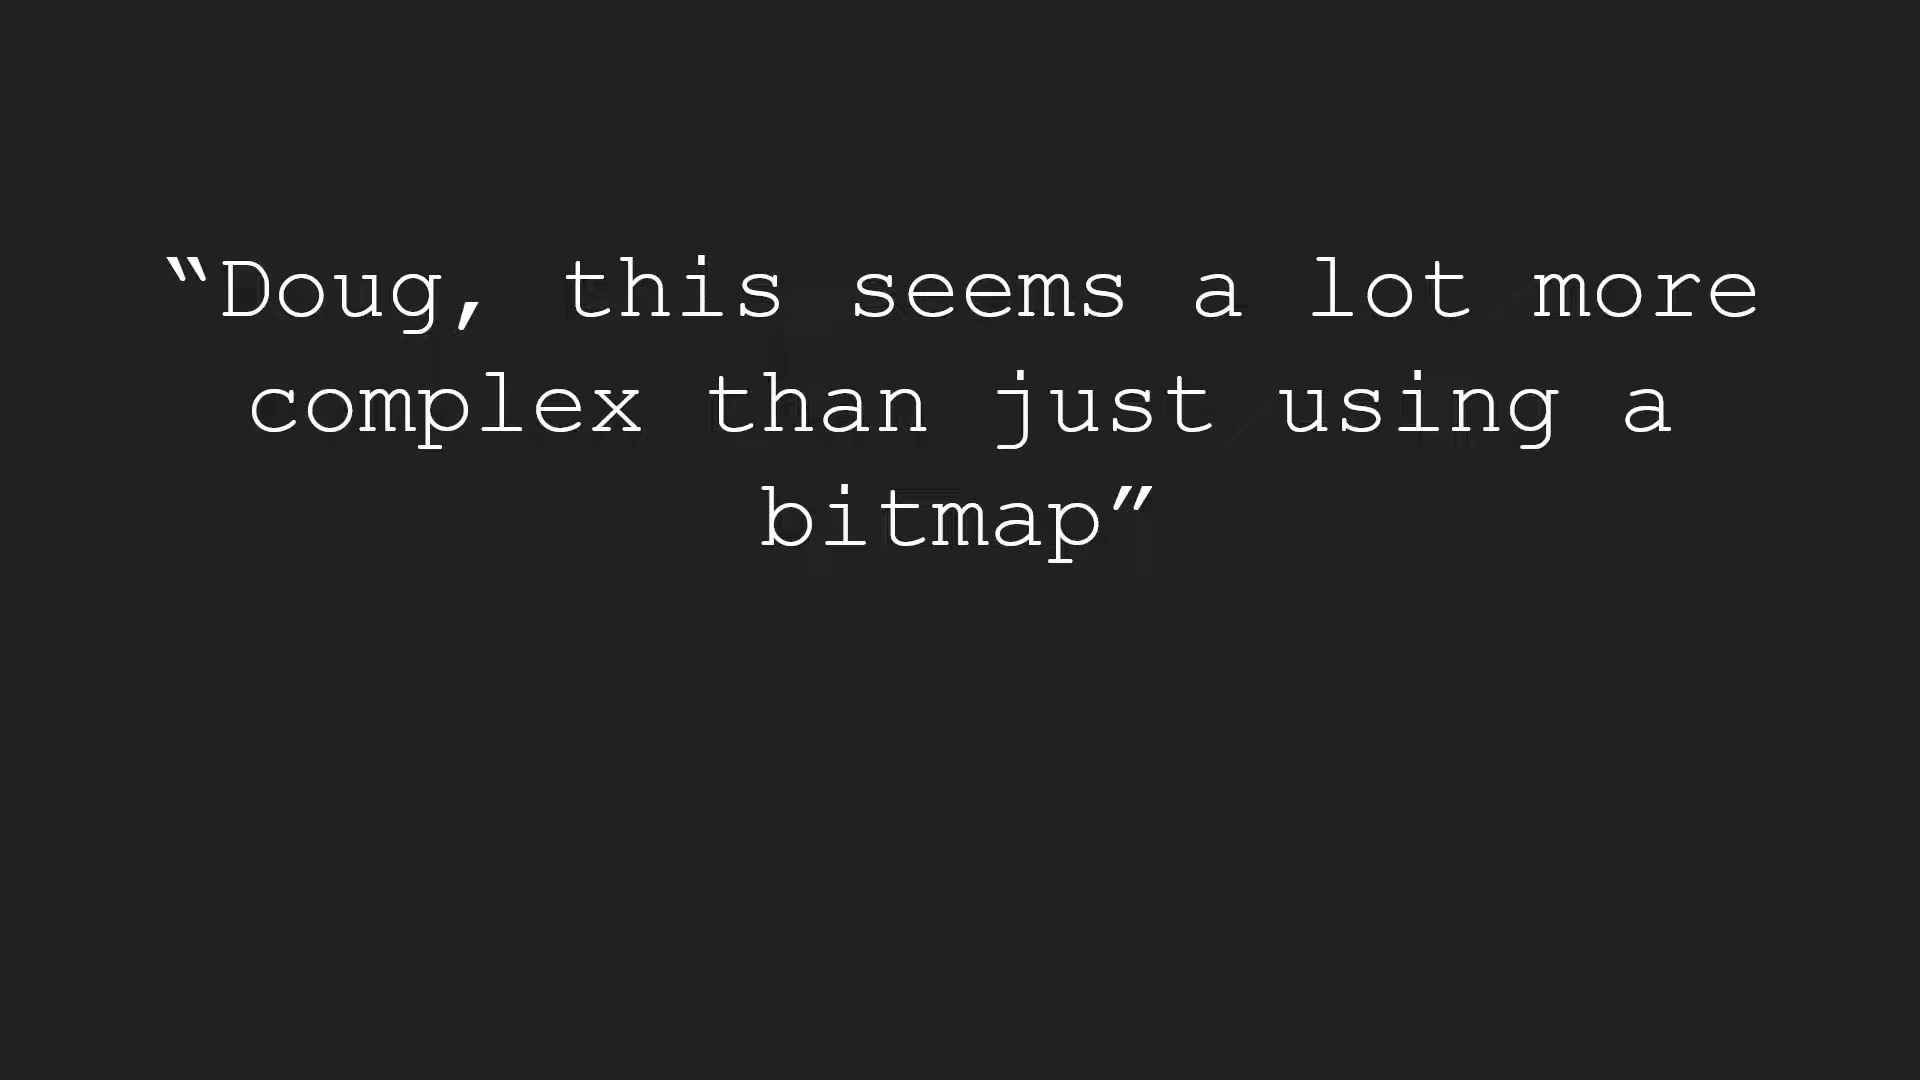 “Doug, this seems a lot more
complex than just using a
bitmap”